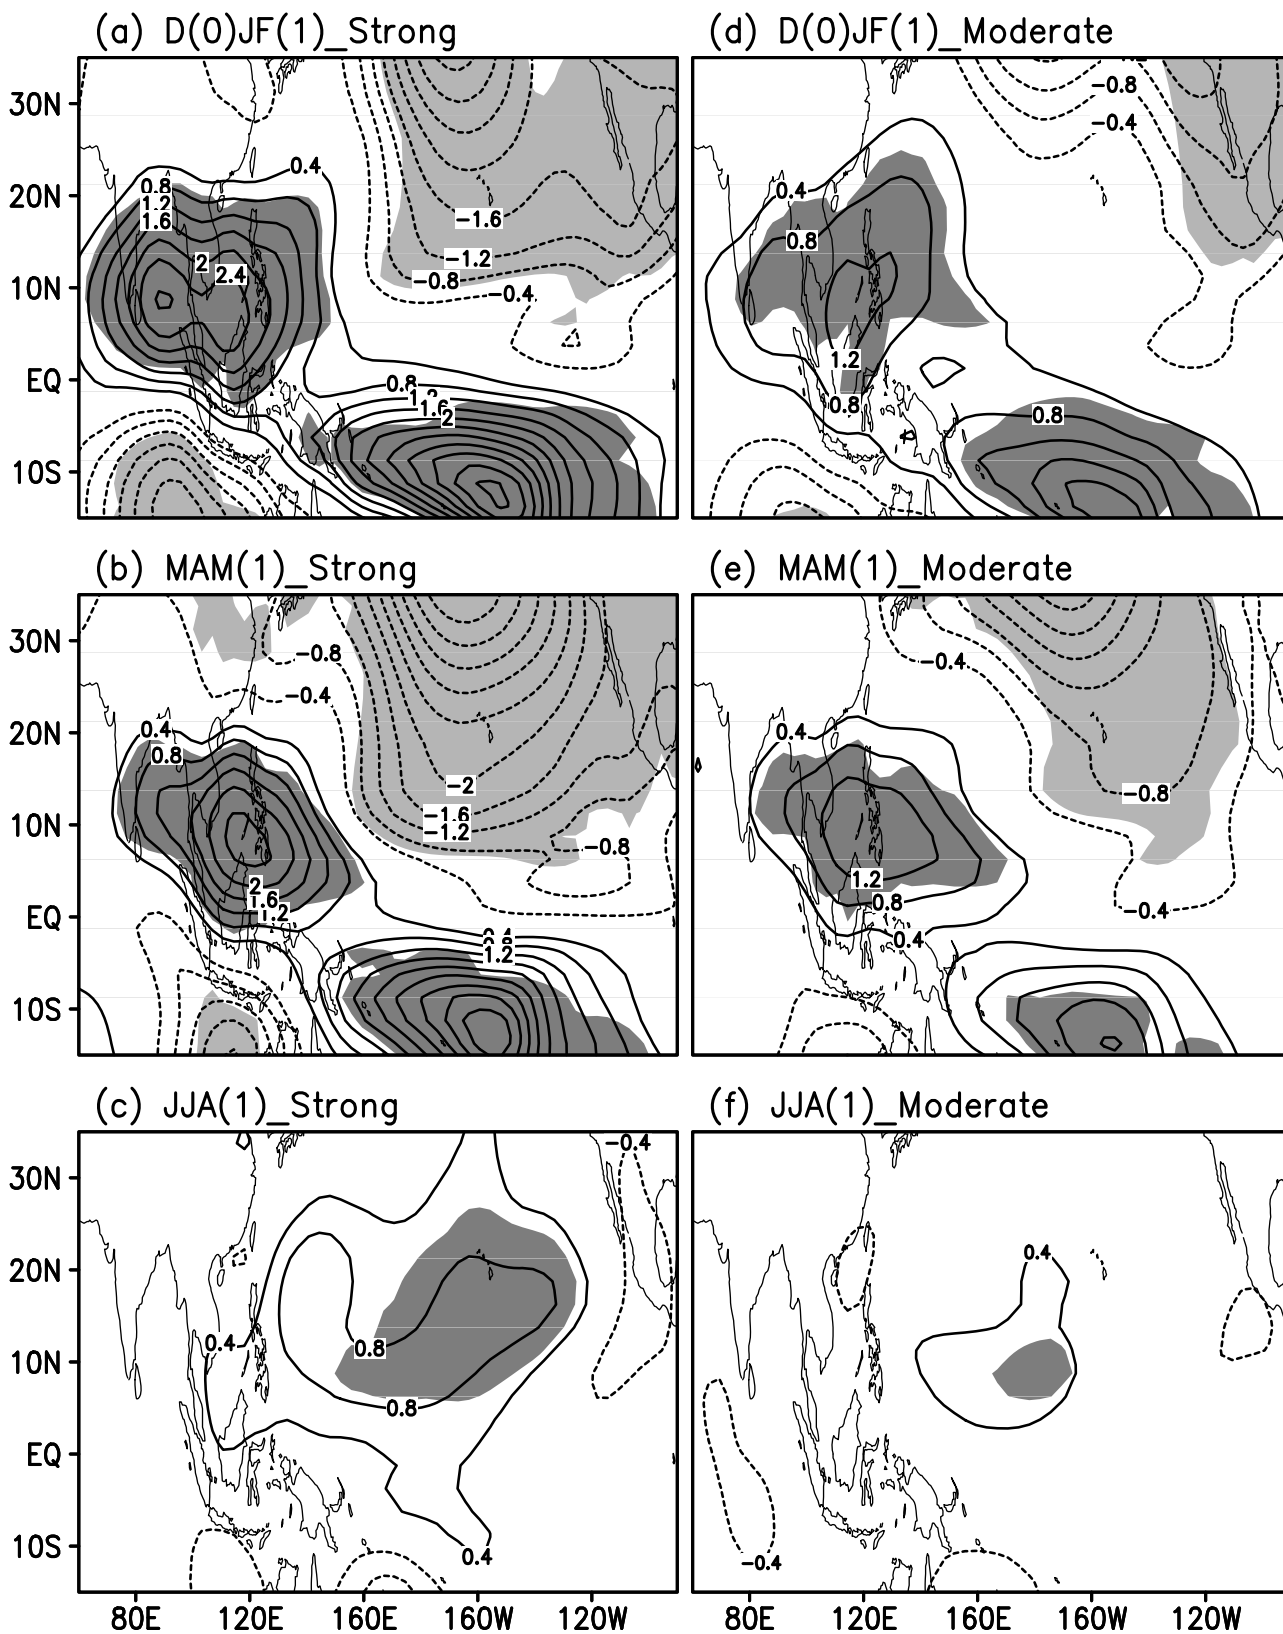 (a) D(0)JF(1)_Strong
(d) D(0)JF(1)_Moderate
30N
20N
10N
EQ
10S
0.4
0.8
1.2
1.6
2
2.4
-1.6
-1.2
-0.8
-0.4
0.8
1.2
1.6
2
-0.8
-0.4
0.4
0.8
1.2
0.8
0.8
(b) MAM(1)_Strong
(e) MAM(1)_Moderate
30N
20N
10N
EQ
10S
-0.8
-0.4
0.4
0.8
-2
-1.6
-1.2
-0.8
2
1.6
1.2
0.4
0.8
1.2
-0.4
0.4
-0.8
1.2
0.8
-0.4
0.4
(c) JJA(1)_Strong
(f) JJA(1)_Moderate
30N
20N
10N
EQ
10S
-0.4
0.4
0.8
0.8
0.4
0.4
-0.4
80E 120E 160E 160W 120W
80E 120E 160E 160W 120W